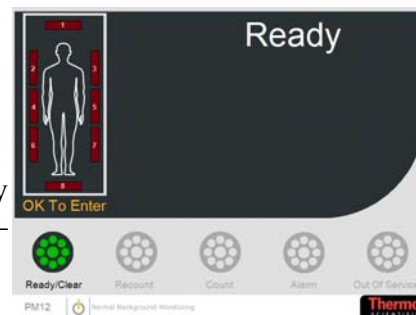 Ready
1
2 3
4 5
6 7
8
OK To Enter
y
Ready/Clear Recount Count Alarm Out Of Service
PM12 Normal Background Monitoring
Thermo
SCIENTIFIC